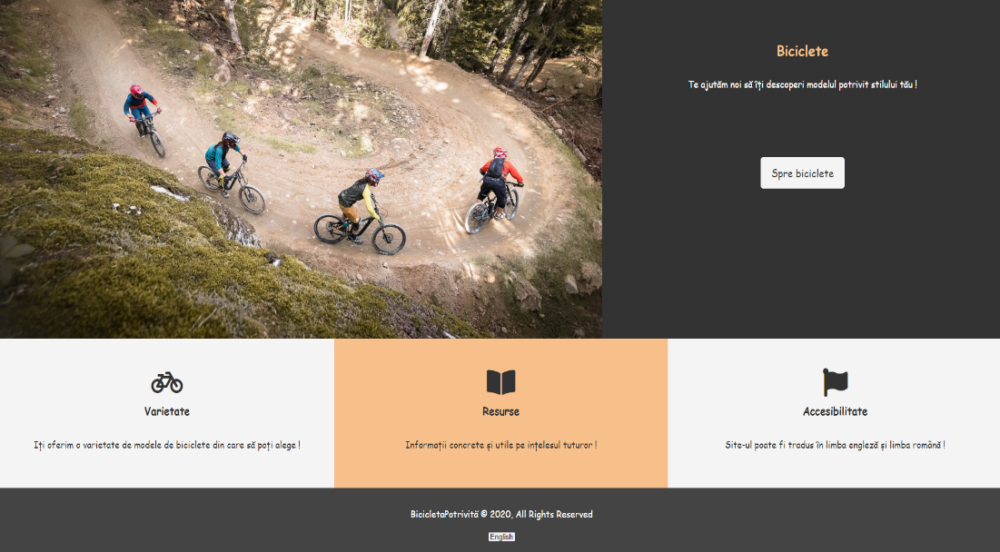 Biciclete
Te ajutăm noi să îți descoperi modelul potrivit stilului tău !
Spre biciclete
Varietate
Iți oferim o varietate de modele de biciclete din care să poți alege !
Resurse
Informații concrete și utile pe ințelesul tuturor !
Accesibilitate
Site-ul poate fi tradus în limba engleză și limba română !
BicicletaPotrivită © 2020, All Rights Reserved
English